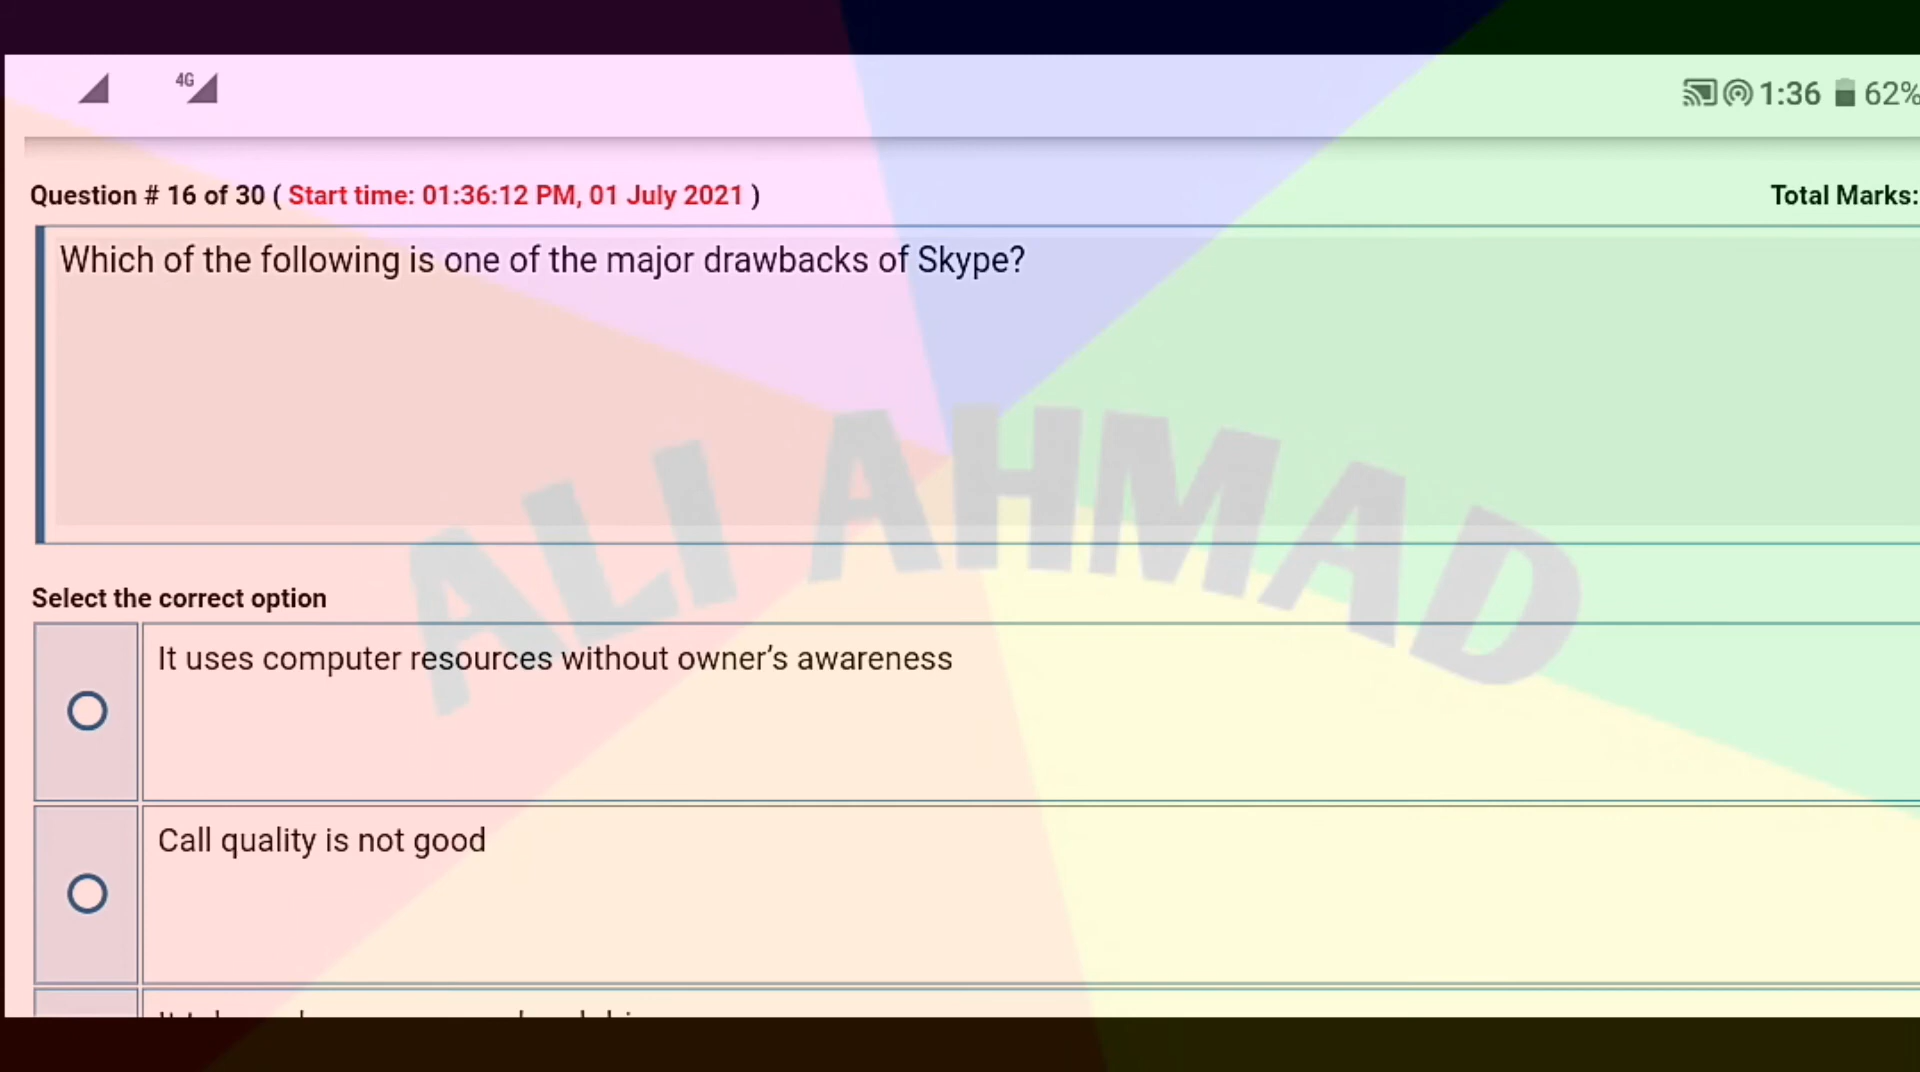 4G 1:36 62%
Question # 16 of 30 ( Start time: 01:36:12 PM, 01 July 2021 ) Total Marks:
Which of the following is one of the major drawbacks of Skype?
ALI AHMAD
Select the correct option
It uses computer resources without owner’s awareness
Call quality is not good